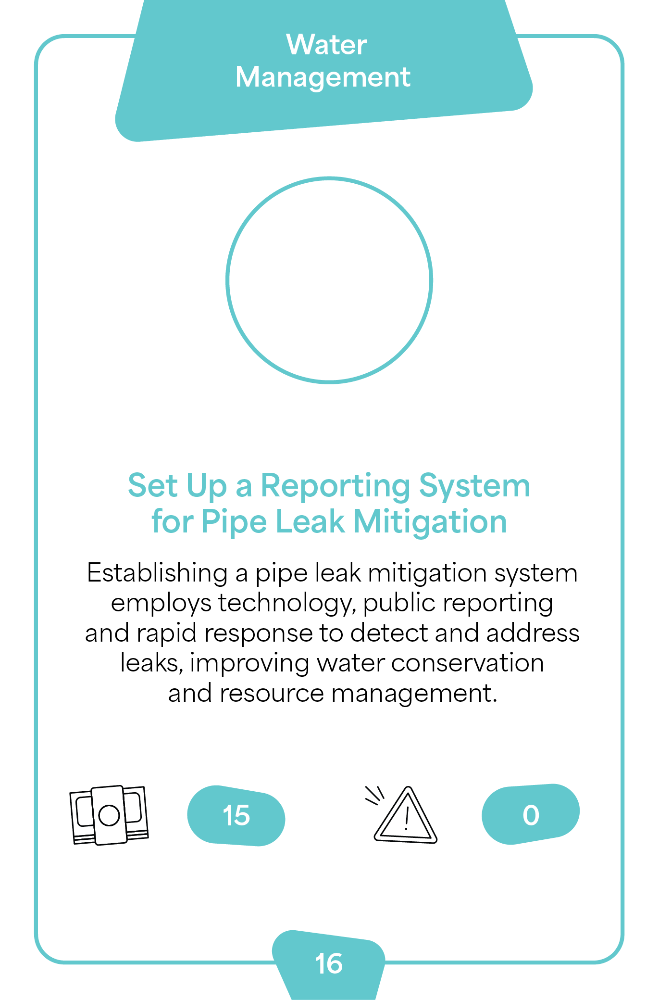 Water
Management
Set Up a Reporting System
for Pipe Leak Mitigation
Establishing a pipe leak mitigation system
employs technology, public reporting
and rapid response to detect and address
leaks, improving water conservation
and resource management.
15
!
0
16